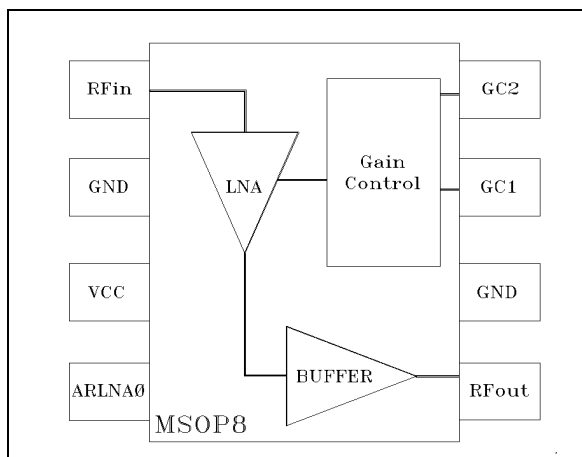 RFin
GC2
GND
LNA
Gain
Control
GC1
VCC
GND
ARLNA0
BUFFER
RFout
MSOP8